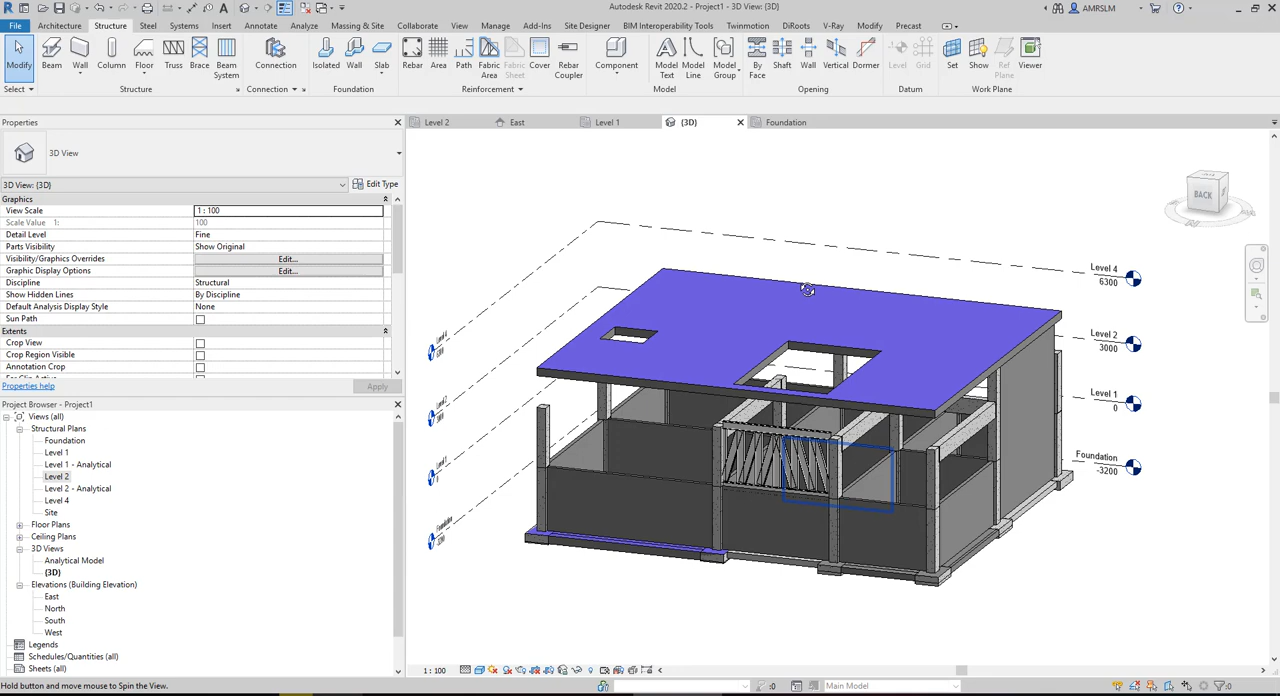 Autodesk Revit 2020.2 - Project1 - 3D View: {3D}
AMRSLM
File Architecture Structure Steel Systems Insert Annotate Analyze Massing & Site Collaborate View Manage Add-Ins Site Designer BIM Interoperability Tools Twinmotion DiRoots V-Ray Modify Precast
Modify Beam Wall Column Floor Truss Brace Beam System Connection Isolated Wall Slab Rebar Area Path Fabric Area Fabric Sheet Cover Rebar Coupler Component Model Text Model Line Model Group By Face Shaft Wall Vertical Dormer Level Grid Set Show Ref Plane Viewer
Select Structure Connection Foundation Reinforcement Model Opening Datum Work Plane
Properties
Level 2 East Level 1 {3D} Foundation
3D View
3D View: {3D} Edit Type
Graphics
View Scale 1 : 100
Scale Value 1: 100
Detail Level Fine
Parts Visibility Show Original
Visibility/Graphics Overrides Edit...
Graphic Display Options Edit...
Discipline Structural
Show Hidden Lines By Discipline
Default Analysis Display Style None
Sun Path
Extents
Crop View
Crop Region Visible
Annotation Crop
Properties help Apply
Project Browser - Project1
Views (all)
Structural Plans
Foundation
Level 1
Level 1 - Analytical
Level 2
Level 2 - Analytical
Level 4
Site
Floor Plans
Ceiling Plans
3D Views
Analytical Model
{3D}
Elevations (Building Elevation)
East
North
South
West
Legends
Schedules/Quantities (all)
Sheets (all)
BACK
Level 4
6300
Level 2
3000
Level 1
0
Foundation
-3200
1 : 100
Hold button and move mouse to Spin the View.
:0
Main Model
:0